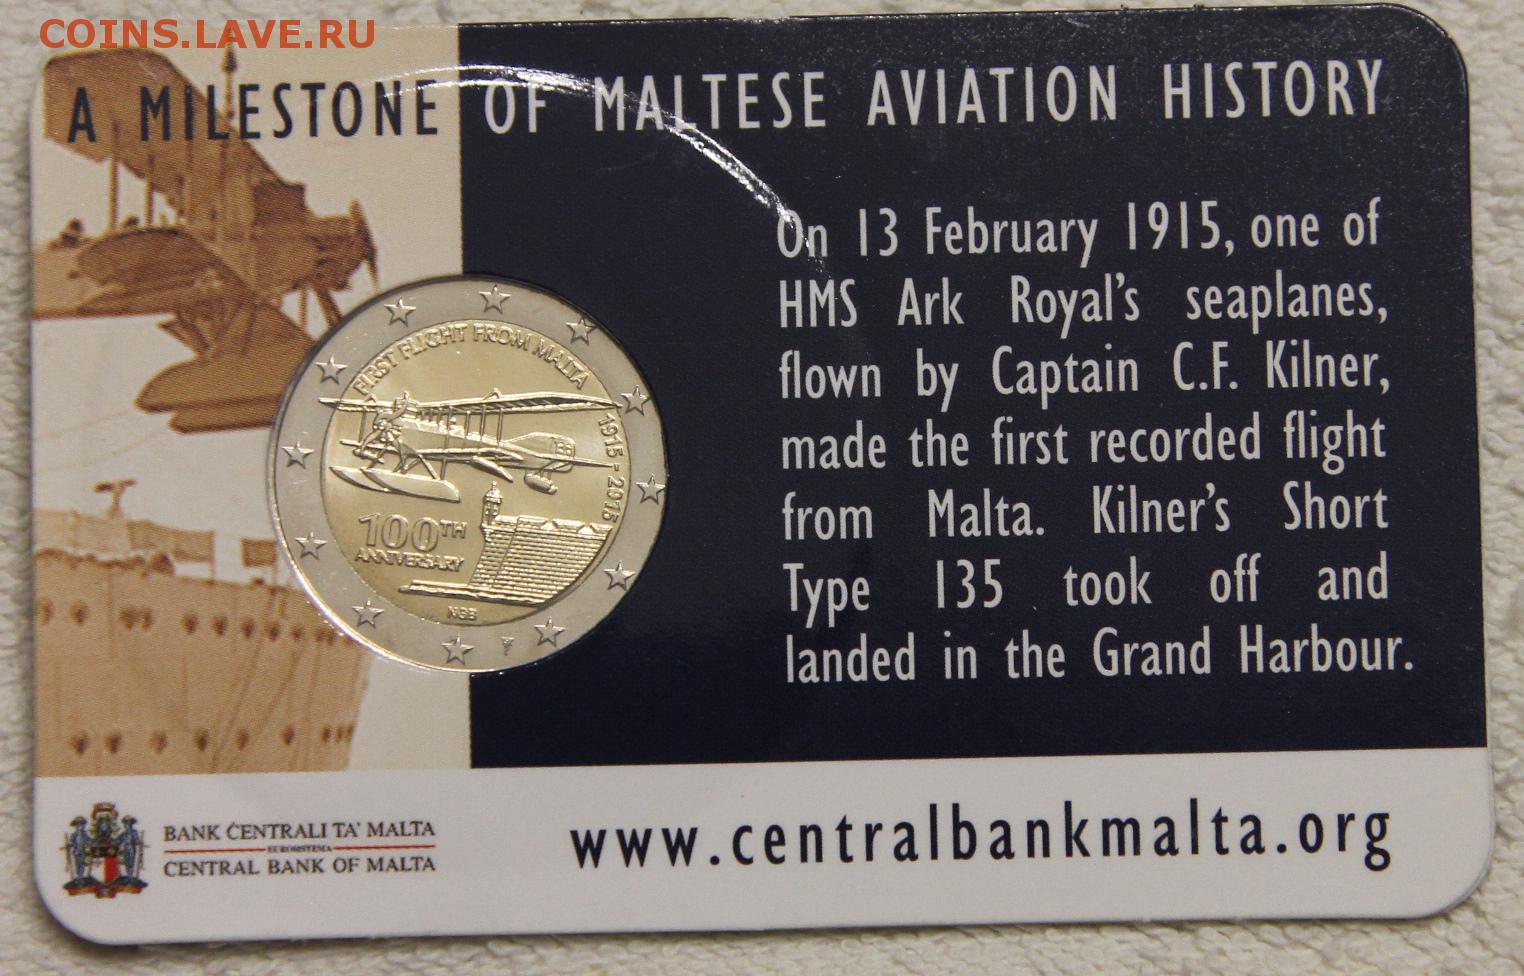 COINS.LAVE.RU
A MILESTONE OF MALTESE AVIATION HISTORY
On 13 February 1915, one of
HMS Ark Royal's seaplanes,
flown by Captain C.F. Kilner,
made the first recorded flight
from Malta. Kilner's Short
Type 135 took off and
landed in the Grand Harbour.
FIRST FLIGHT FROM MALTA
1915-2015
100TH
ANNIVERSARY
NGB
BANK ĊENTRALI TA' MALTA
EUROSISTEMA
CENTRAL BANK OF MALTA
www.centralbankmalta.org